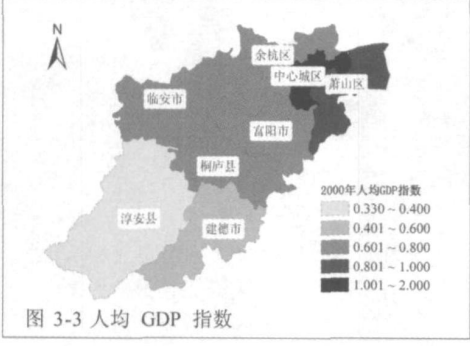 N
余杭区
中心城区
萧山区
临安市
富阳市
桐庐县
淳安县
建德市
2000年人均GDP指数
0.330 ~ 0.400
0.401 ~ 0.600
0.601 ~ 0.800
0.801 ~ 1.000
1.001 ~ 2.000
图 3-3 人均 GDP 指数